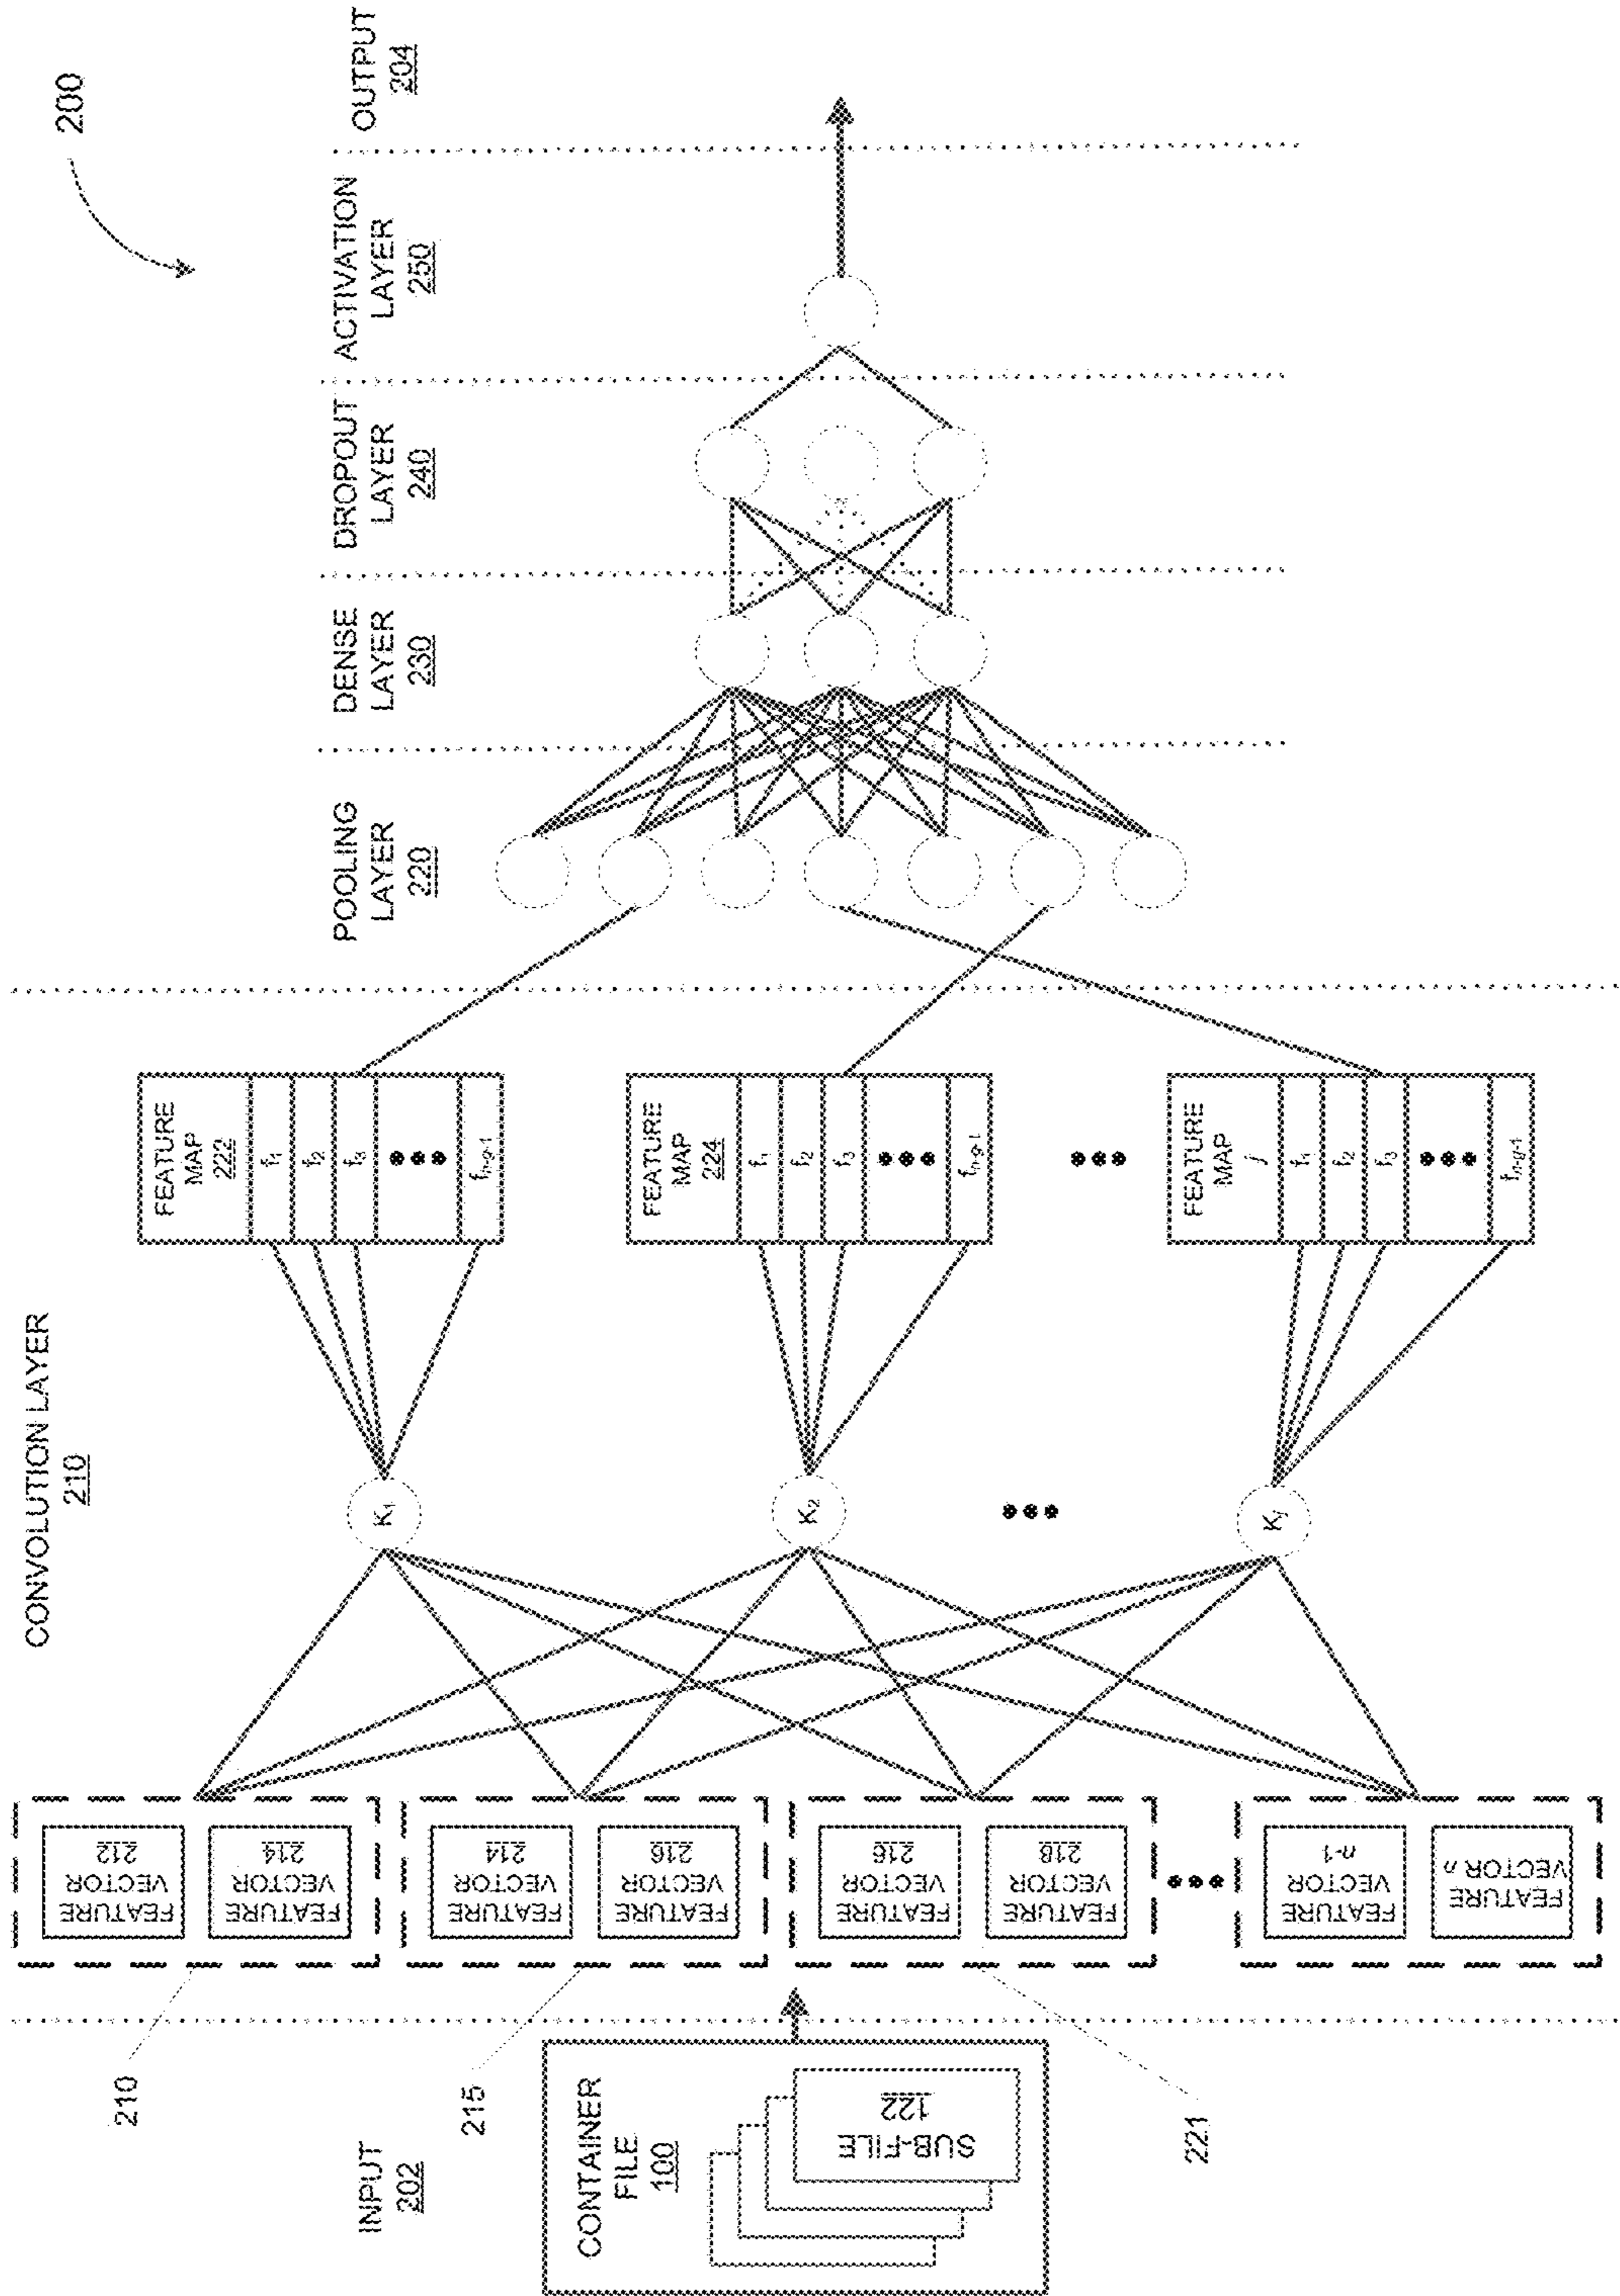 200
CONVOLUTION LAYER
210
POOLING
LAYER
220
DENSE
LAYER
230
DROPOUT
LAYER
240
ACTIVATION
LAYER
250
OUTPUT
204
INPUT
202
CONTAINER
FILE
100
SUB-FILE
122
210
215
221
FEATURE
VECTOR
212
FEATURE
VECTOR
214
FEATURE
VECTOR
214
FEATURE
VECTOR
216
FEATURE
VECTOR
216
FEATURE
VECTOR
218
FEATURE
VECTOR
n-1
FEATURE
VECTOR n
K1
K2
Kj
FEATURE
MAP
222
f1
f2
f3
fn-g-1
FEATURE
MAP
224
f1
f2
f3
fn-g-1
FEATURE
MAP
j
f1
f2
f3
fn-g-1